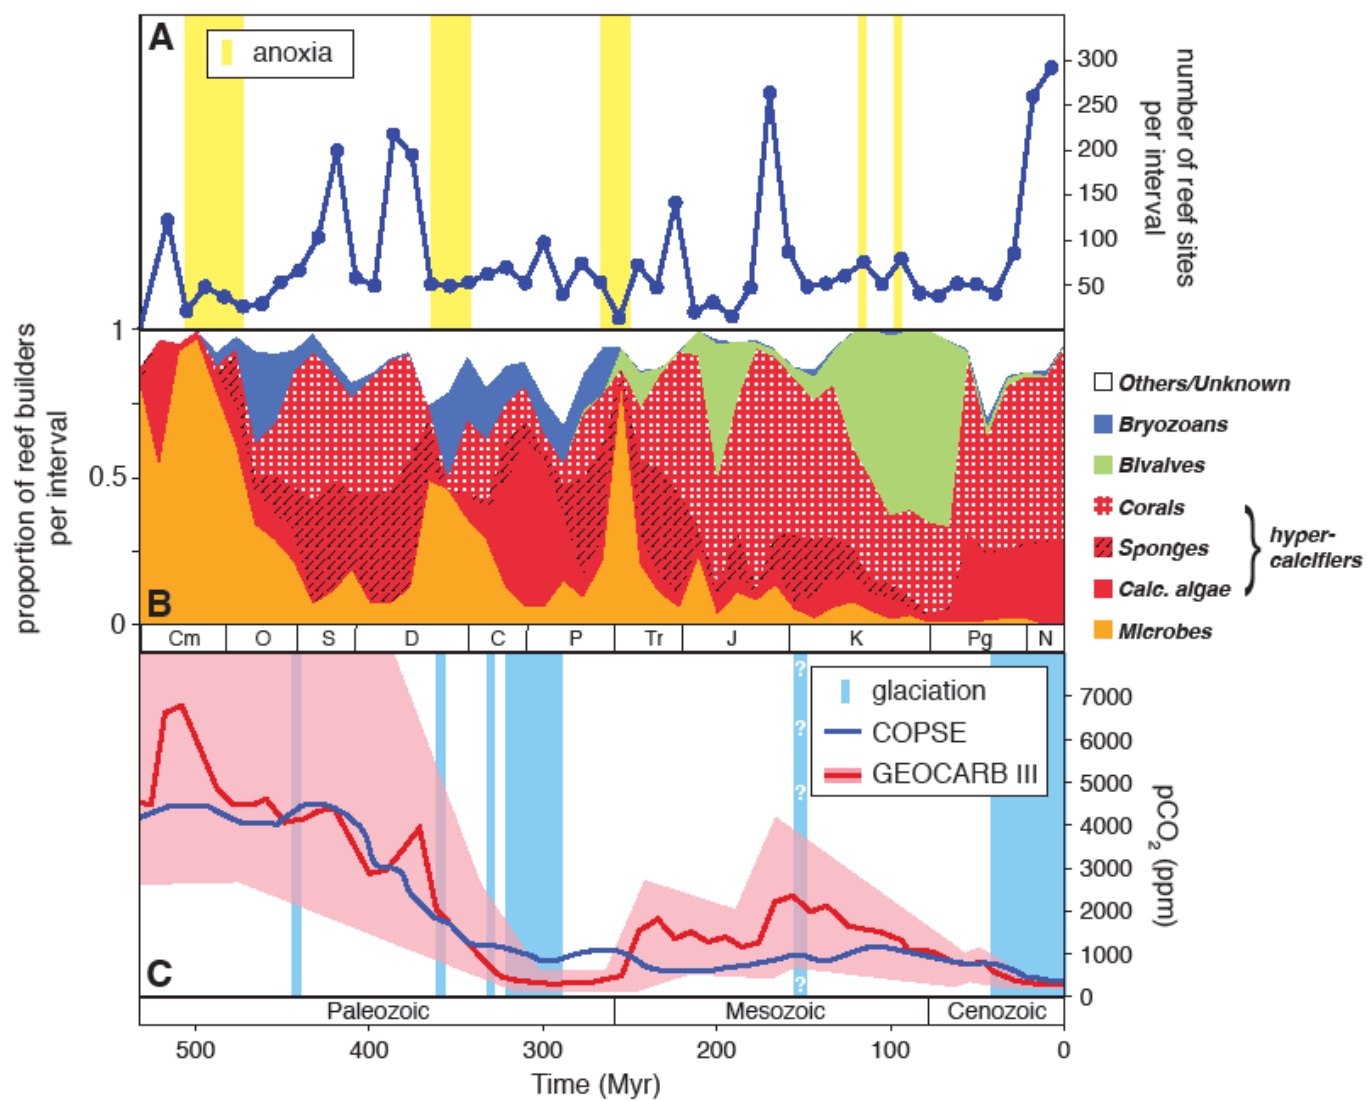 A
anoxia
300
250
200
150
100
50
number of reef sites
per interval
1
0.5
0
proportion of reef builders
per interval
B
Others/Unknown
Bryozoans
Bivalves
Corals
Sponges
Calc. algae
Microbes
hyper-
calcifiers
Cm O S D C P Tr J K Pg N
? ? ? ?
glaciation
COPSE
GEOCARB III
7000
6000
5000
4000
3000
2000
1000
0
pCO₂ (ppm)
C
Paleozoic Mesozoic Cenozoic
500 400 300 200 100 0
Time (Myr)